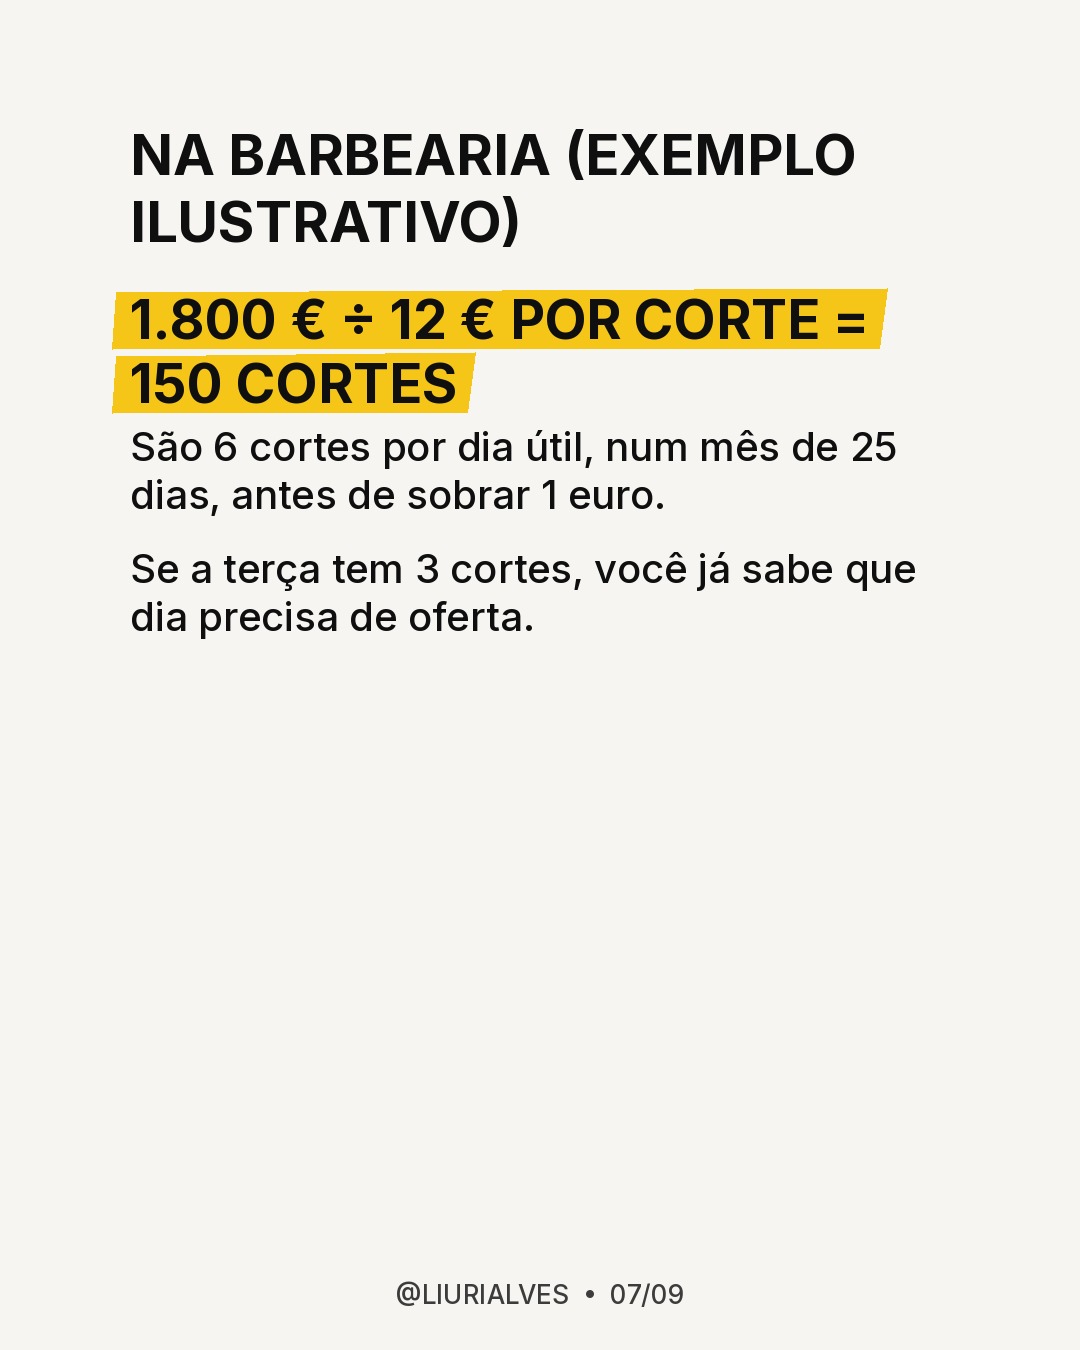 NA BARBEARIA (EXEMPLO
ILUSTRATIVO)
1.800 € ÷ 12 € POR CORTE =
150 CORTES
São 6 cortes por dia útil, num mês de 25
dias, antes de sobrar 1 euro.
Se a terça tem 3 cortes, você já sabe que
dia precisa de oferta.
@LIURIALVES • 07/09